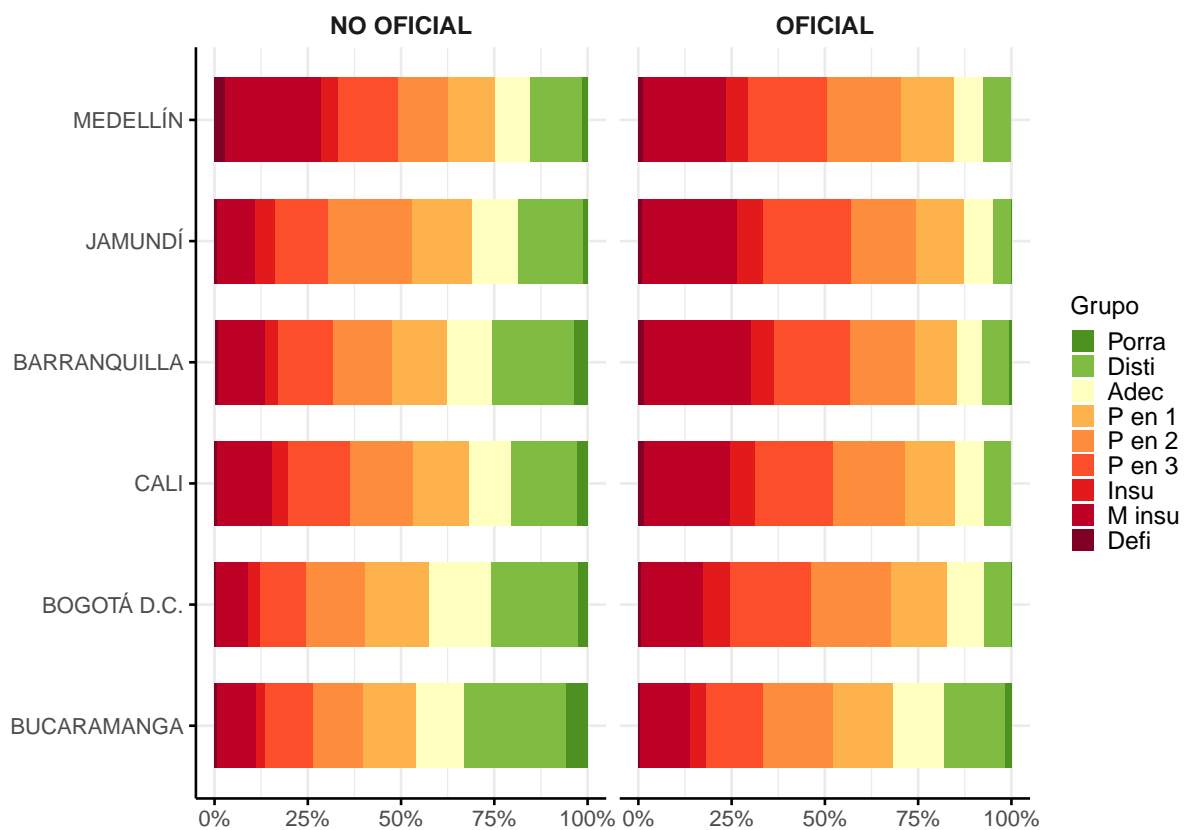 NO OFICIAL
OFICIAL
MEDELLÍN
JAMUNDÍ
BARRANQUILLA
CALI
BOGOTÁ D.C.
BUCARAMANGA
0% 25% 50% 75% 100%
0% 25% 50% 75% 100%
Grupo
Porra
Disti
Adec
P en 1
P en 2
P en 3
Insu
M insu
Defi